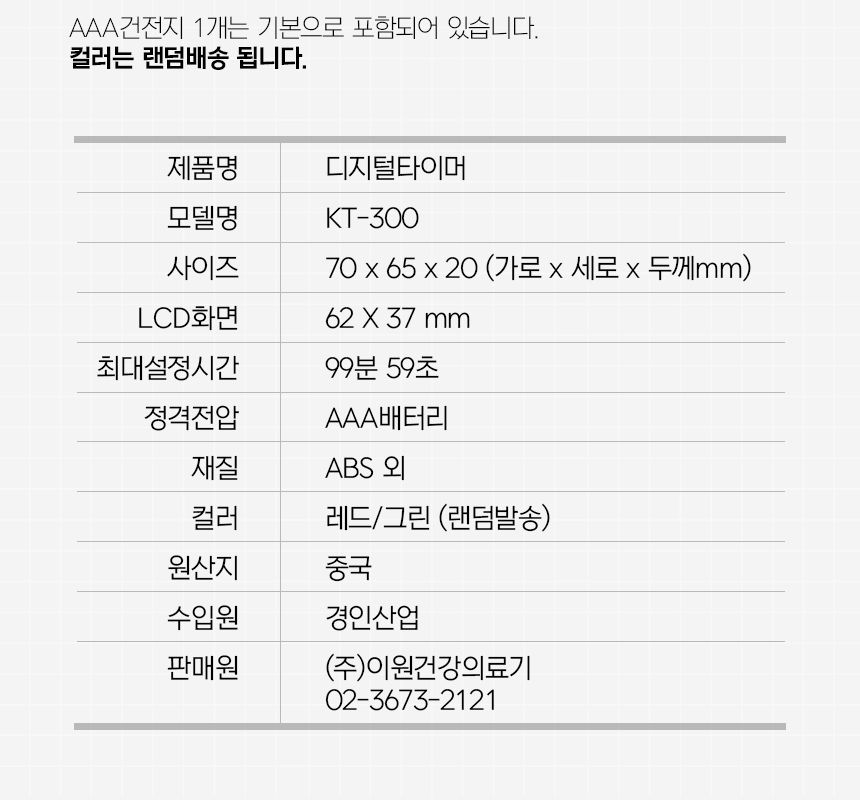 AAA건전지 1개는 기본으로 포함되어 있습니다.
컬러는 랜덤배송 됩니다.
제품명 디지털타이머
모델명 KT-300
사이즈 70 x 65 x 20 (가로 x 세로 x 두께mm)
LCD화면 62 X 37 mm
최대설정시간 99분 59초
정격전압 AAA배터리
재질 ABS 외
컬러 레드/그린 (랜덤발송)
원산지 중국
수입원 경인산업
판매원 (주)이원건강의료기
02-3673-2121